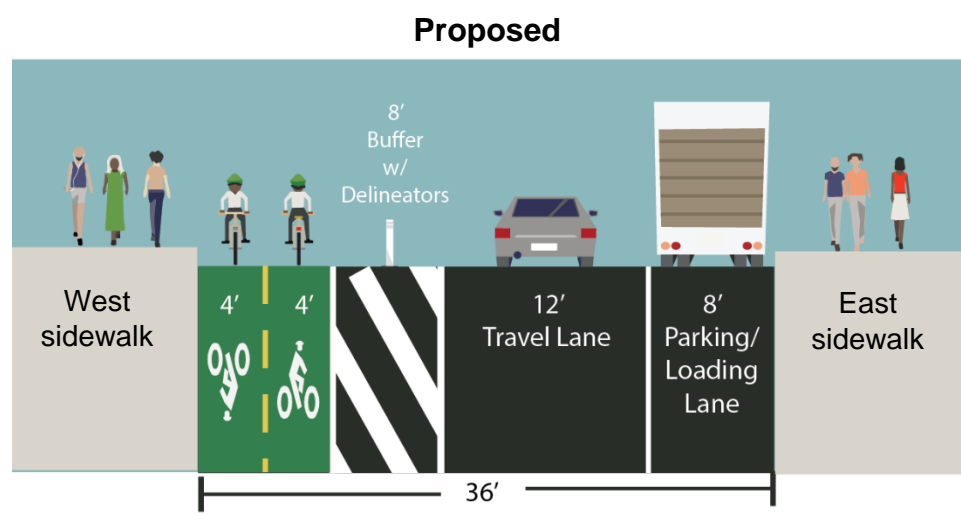 Proposed
8’
Buffer
w/
Delineators
West
sidewalk
4’
4’
12’
Travel Lane
8’
Parking/
Loading
Lane
East
sidewalk
36’